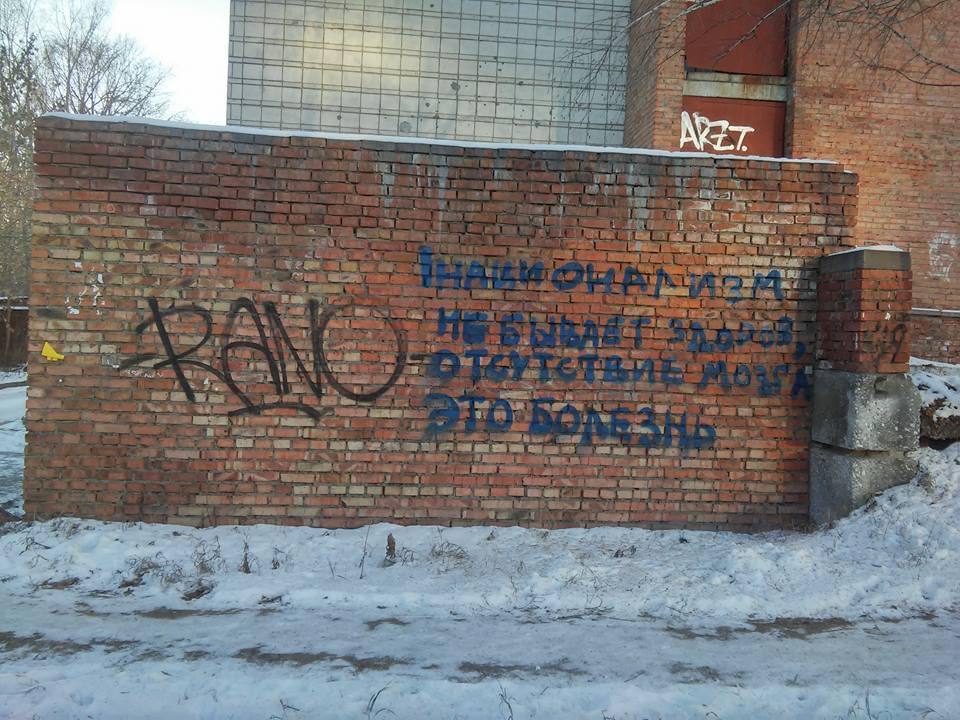 ARZT.
RANO
НАЦИОНАЛИЗМ
НЕ БЫВАЕТ ЗДОРОВ,
ОТСУТСТВИЕ МОЗГА
ЭТО БОЛЕЗНЬ